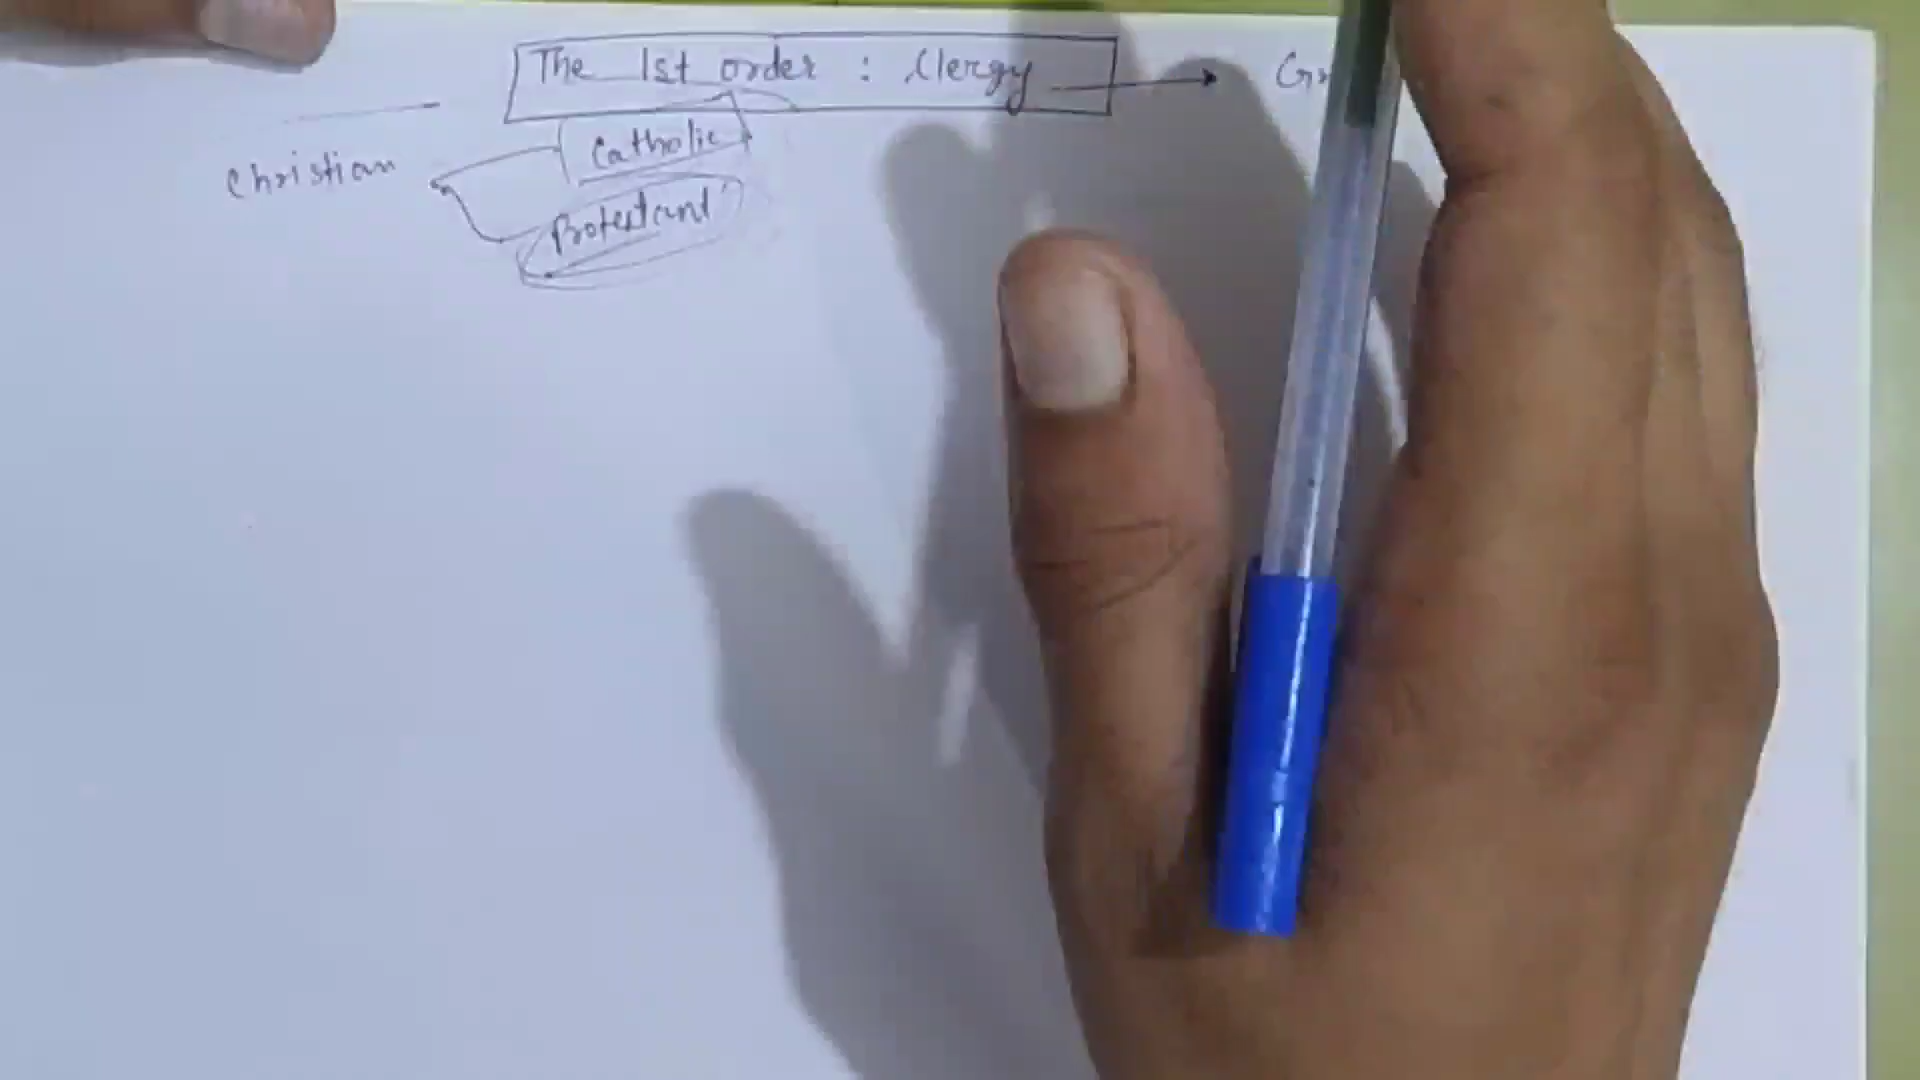 The 1st order : Clergy
Catholic
Christian
Protestant